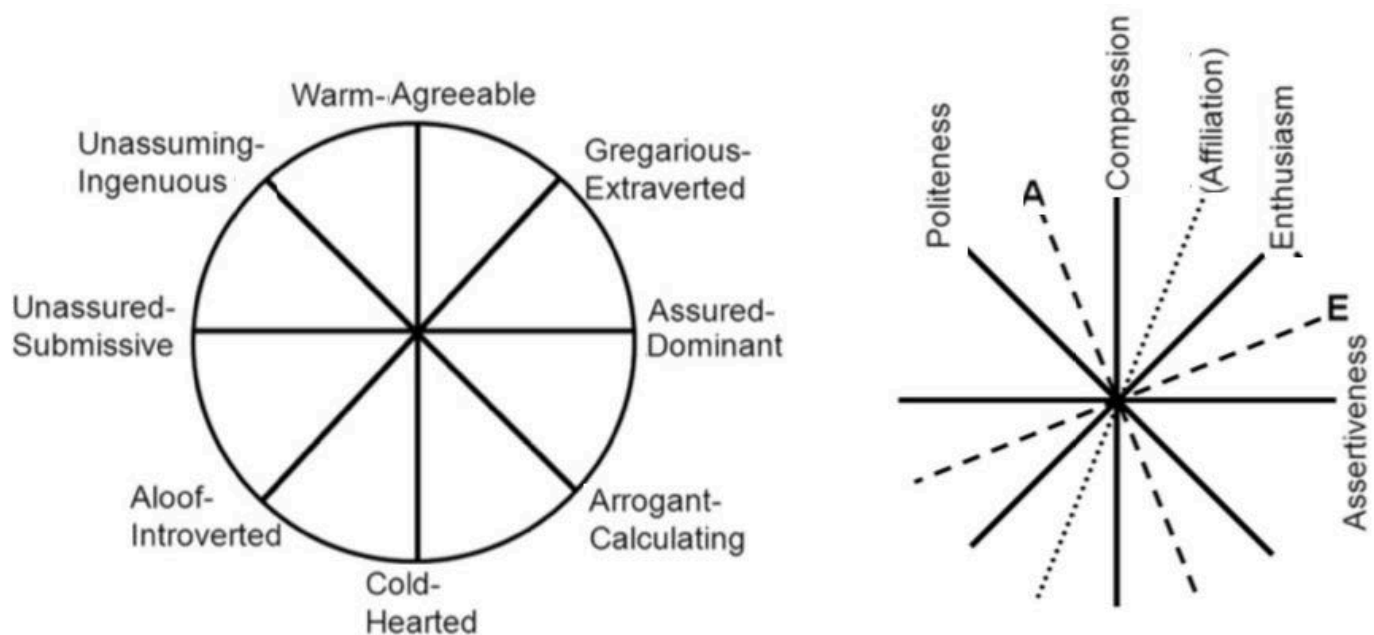 Warm-Agreeable
Unassuming-
Ingenuous
Gregarious-
Extraverted
Unassured-
Submissive
Assured-
Dominant
Aloof-
Introverted
Arrogant-
Calculating
Cold-
Hearted
Politeness
A
Compassion
(Affiliation)
Enthusiasm
E
Assertiveness